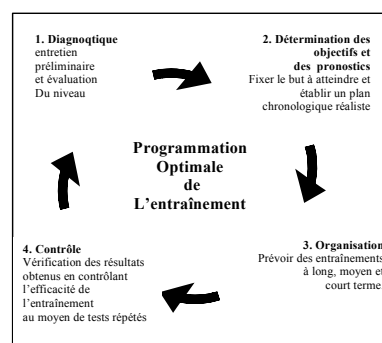 1. Diagnoqtique
entretien
préliminaire
et évaluation
Du niveau
2. Détermination des
objectifs et
des pronostics
Fixer le but à atteindre et
établir un plan
chronologique réaliste
Programmation
Optimale
de
L'entraînement
4. Contrôle
Vérification des résultats
obtenus en contrôlant
l'efficacité de
l'entraînement
au moyen de tests répétés
3. Organisation
Prévoir des entraînements
à long, moyen et
court terme